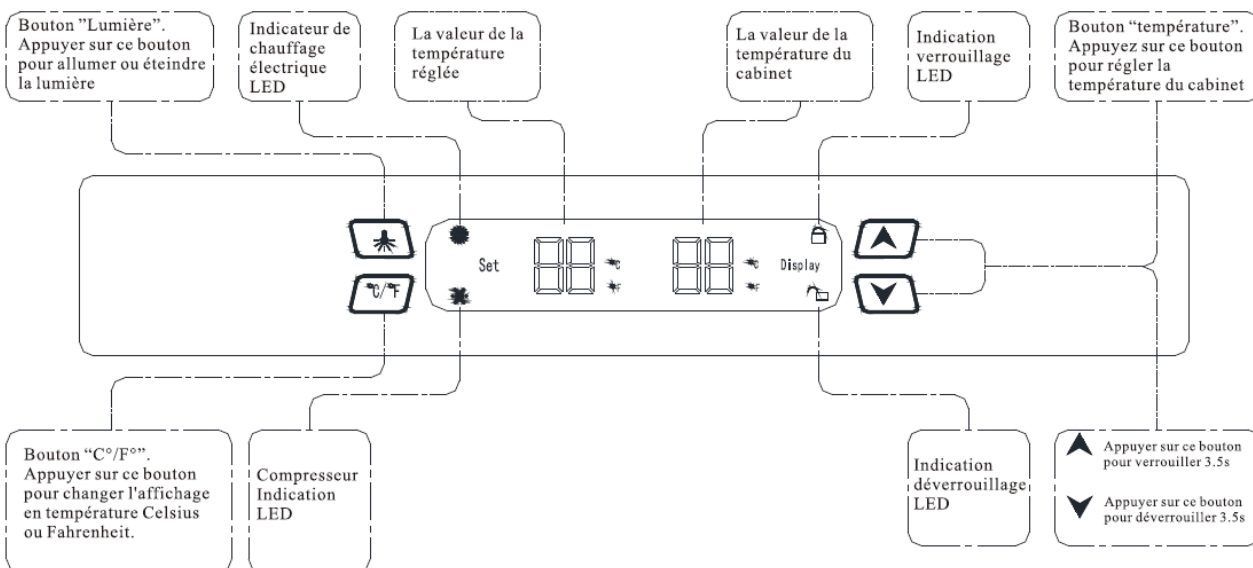 Bouton "Lumière".
Appuyer sur ce bouton
pour allumer ou éteindre
la lumière
Indicateur de
chauffage
électrique
LED
La valeur de la
température
réglée
La valeur de la
température du
cabinet
Indication
verrouillage
LED
Bouton “température”.
Appuyez sur ce bouton
pour régler la
température du cabinet
Set
°C
°F
°C
°F
Display
°C/°F
Bouton “C°/F°”.
Appuyer sur ce bouton
pour changer l'affichage
en température Celsius
ou Fahrenheit.
Compresseur
Indication
LED
Indication
déverrouillage
LED
Appuyer sur ce bouton
pour verrouiller 3.5s
Appuyer sur ce bouton
pour déverrouiller 3.5s